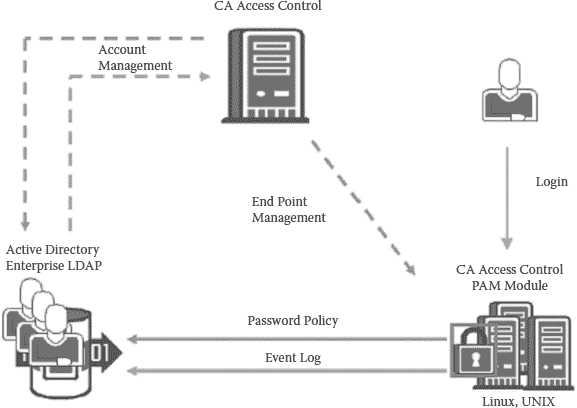 CA Access Control
Account
Management
Login
End Point
Management
Active Directory
Enterprise LDAP
CA Access Control
PAM Module
Password Policy
Event Log
Linux, UNIX